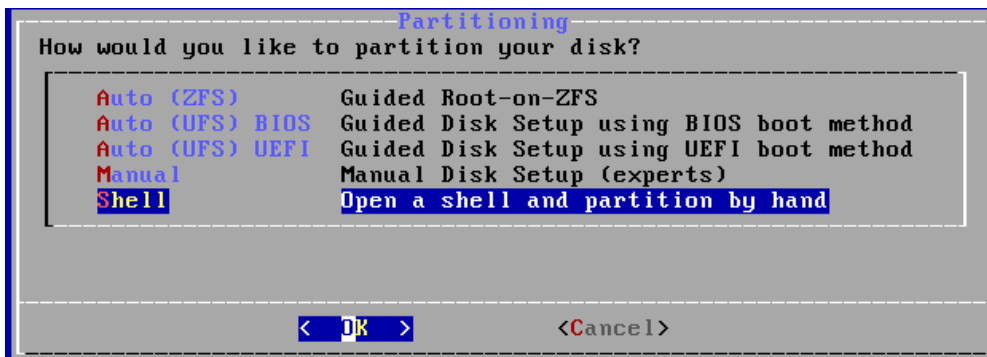 Partitioning
How would you like to partition your disk?
Auto (ZFS) Guided Root-on-ZFS
Auto (UFS) BIOS Guided Disk Setup using BIOS boot method
Auto (UFS) UEFI Guided Disk Setup using UEFI boot method
Manual Manual Disk Setup (experts)
Shell Open a shell and partition by hand
< OK > <Cancel>